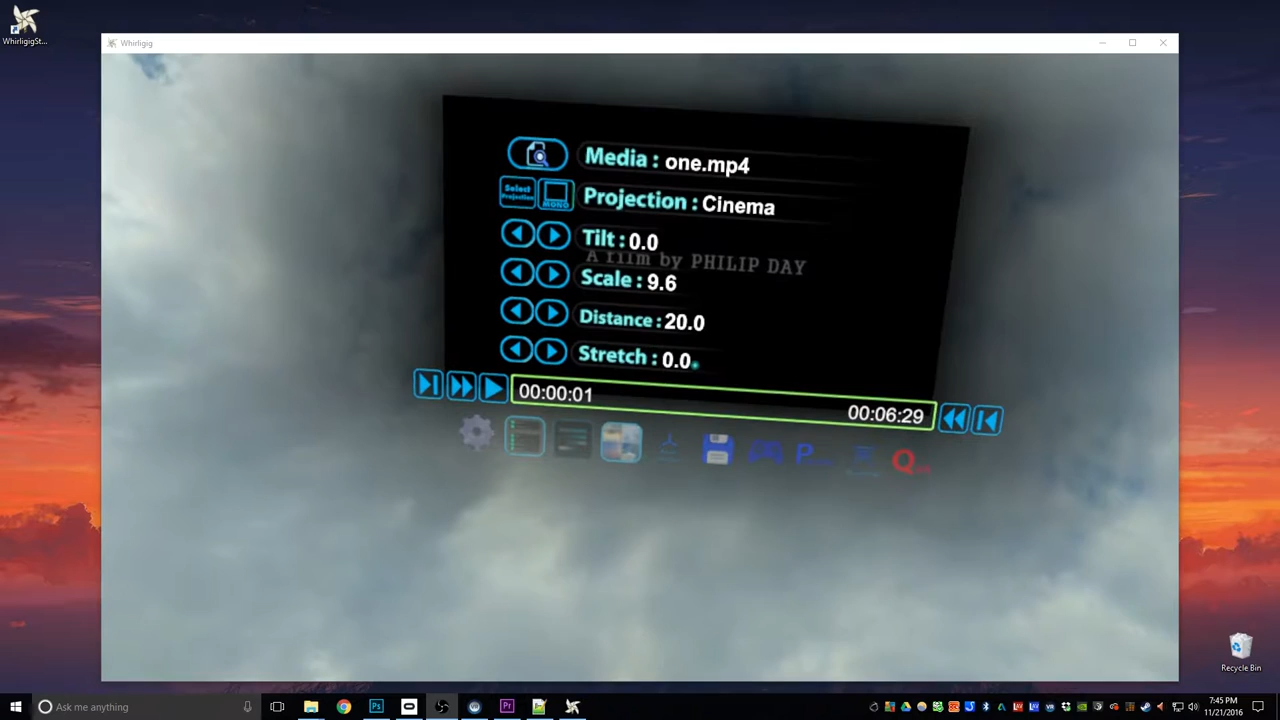 WhirligigSt...
Whirligig
Media : one.mp4
Select Projection
MONO
Projection : Cinema
Tilt : 0.0
A film by PHILIP DAY
Scale : 9.6
Distance : 20.0
Stretch : 0.0
00:00:01
00:06:29
P
Q
Recycle Bin
Ask me anything
Ps
Pr
7:45 PM
11/21/2016